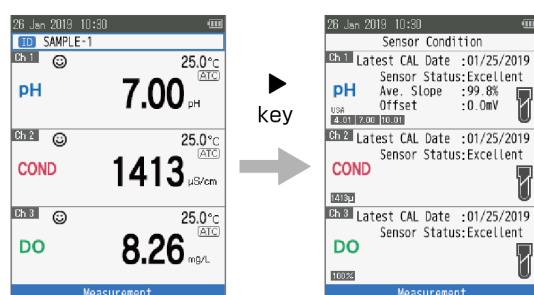 26 Jan 2019 10:30
ID SAMPLE-1
Ch 1
25.0°C
ATC
pH
7.00 pH
Ch 2
25.0°C
ATC
COND
1413 µS/cm
Ch 3
25.0°C
ATC
DO
8.26 mg/L
Measurement
▶
key
26 Jan 2019 10:30
Sensor Condition
Ch 1 Latest CAL Date :01/25/2019
Sensor Status:Excellent
pH Ave. Slope :99.8%
USA Offset :0.0mV
4.01 7.00 10.01
Ch 2 Latest CAL Date :01/25/2019
Sensor Status:Excellent
COND
1413µ
Ch 3 Latest CAL Date :01/25/2019
Sensor Status:Excellent
DO
100%
Measurement